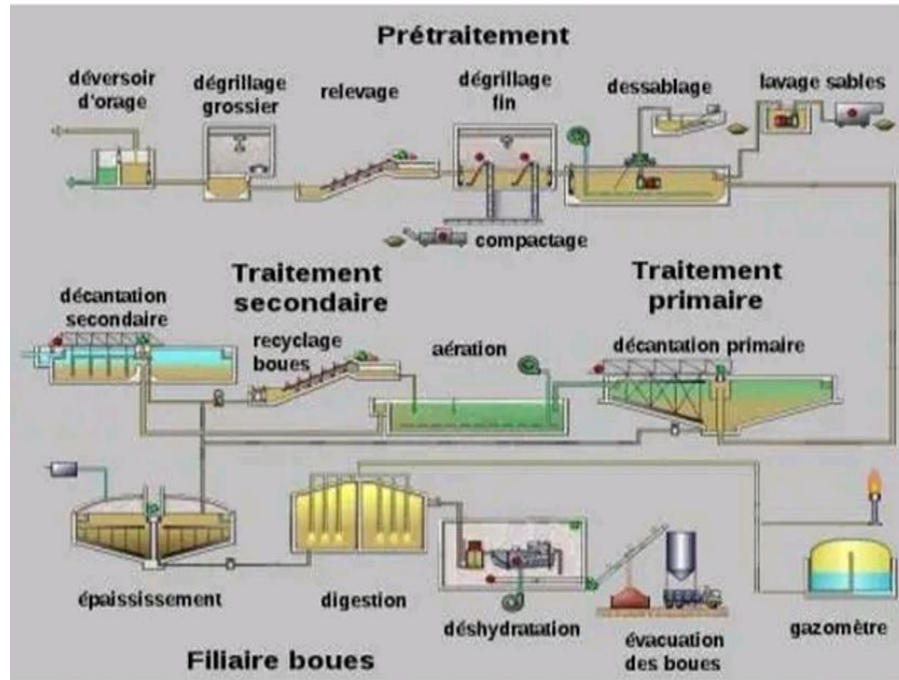 Prétraitement
déversoir
d'orage
dégrillage
grossier
relevage
dégrillage
fin
dessablage
lavage sables
compactage
Traitement
secondaire
Traitement
primaire
décantation
secondaire
recyclage
boues
aération
décantation primaire
épaississement
digestion
déshydratation
évacuation
des boues
gazomètre
Filiaire boues